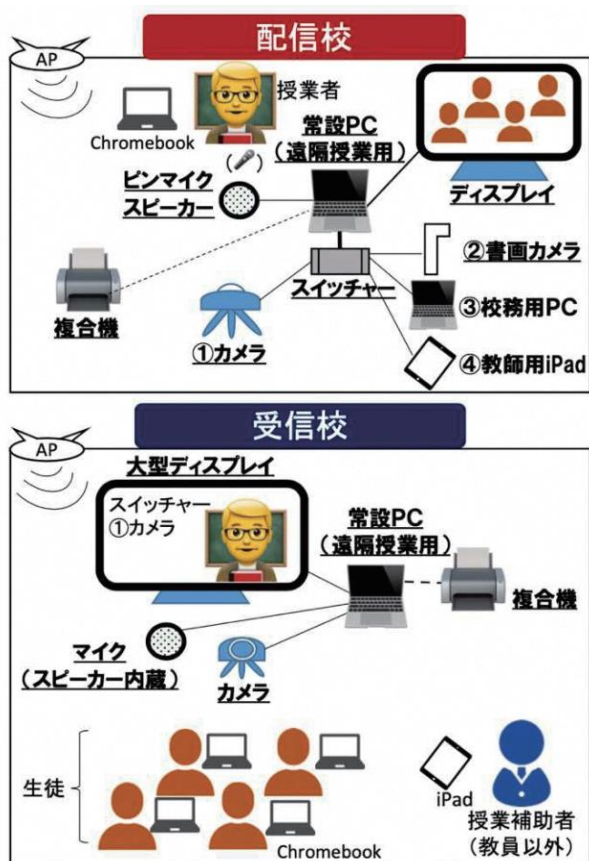 配信校
AP
授業者
Chromebook
常設PC
(遠隔授業用)
ピンマイク
スピーカー
ディスプレイ
②書画カメラ
スイッチャー
③校務用PC
複合機
①カメラ
④教師用iPad
受信校
AP
大型ディスプレイ
スイッチャー
①カメラ
常設PC
(遠隔授業用)
複合機
マイク
(スピーカー内蔵)
カメラ
生徒
iPad
授業補助者
(教員以外)
Chromebook